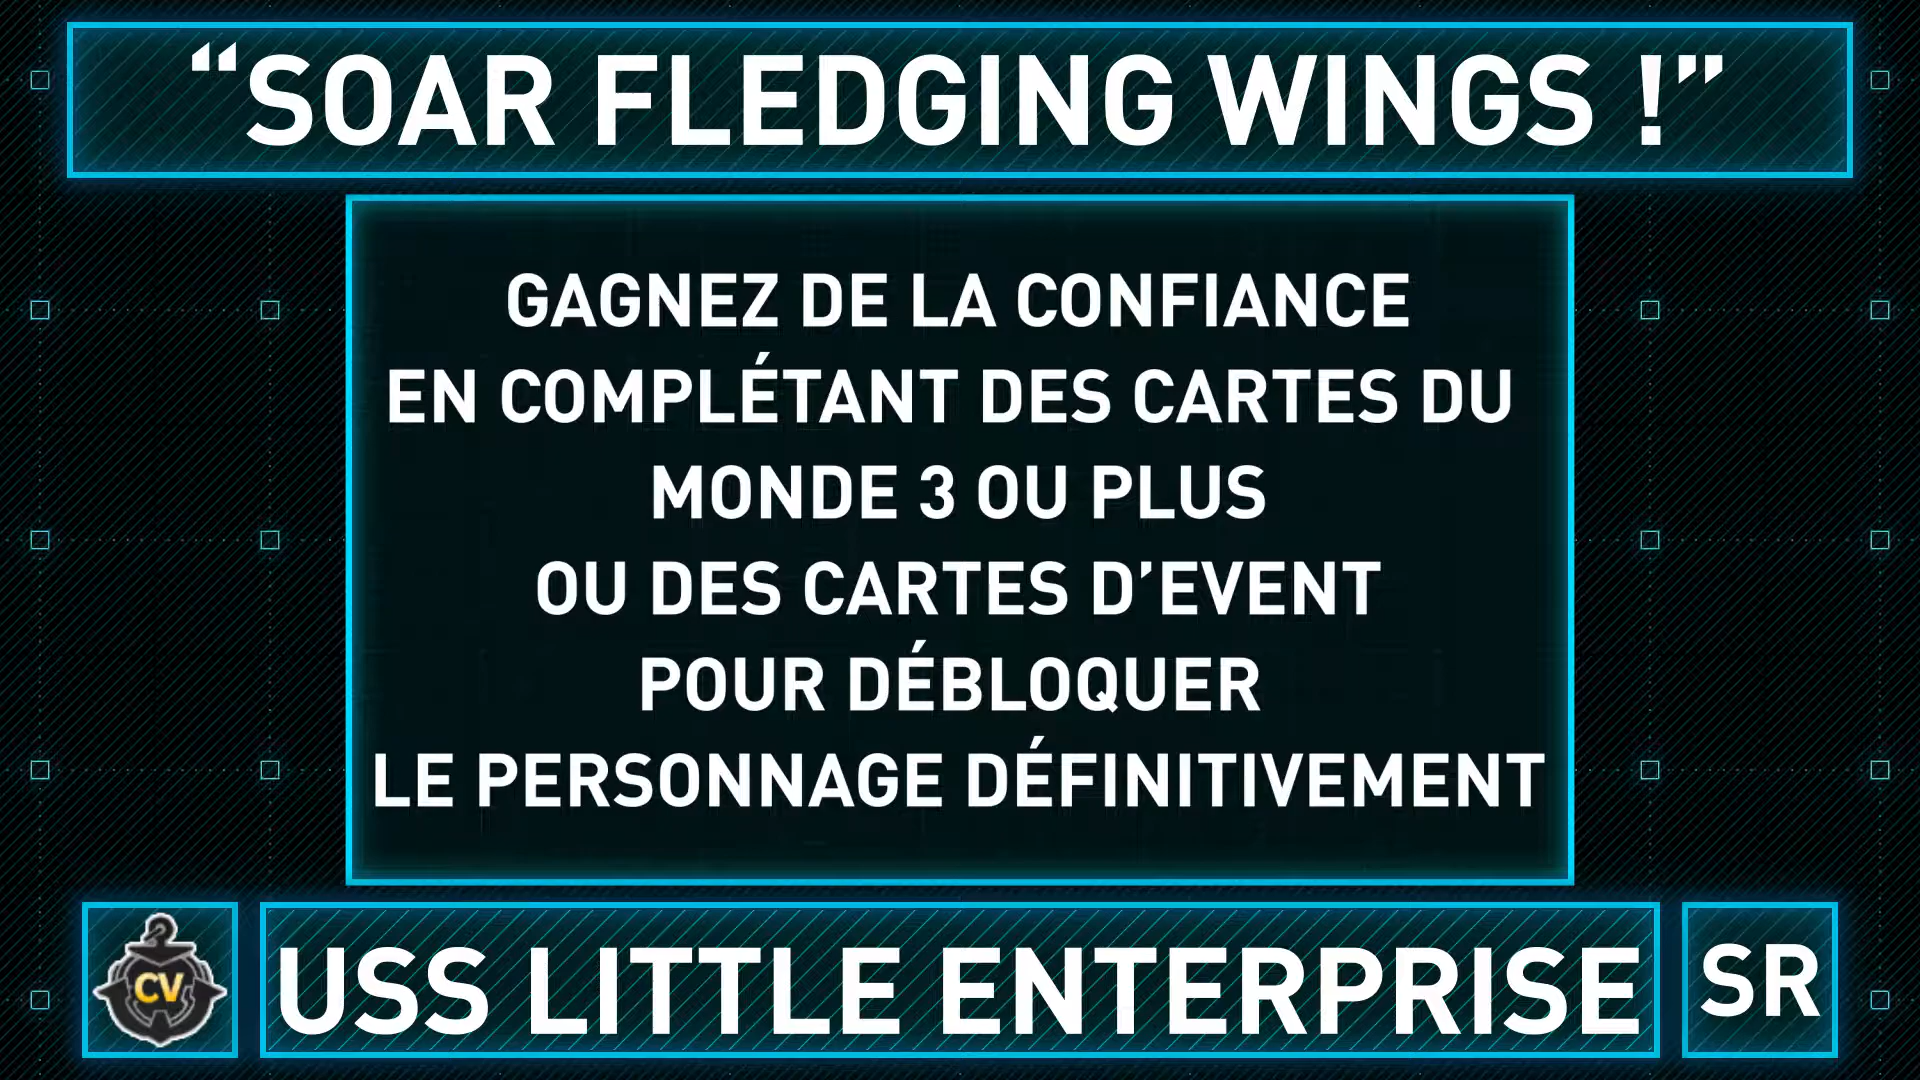 “SOAR FLEDGING WINGS !”
GAGNEZ DE LA CONFIANCE
EN COMPLÉTANT DES CARTES DU
MONDE 3 OU PLUS
OU DES CARTES D’EVENT
POUR DÉBLOQUER
LE PERSONNAGE DÉFINITIVEMENT
CV USS LITTLE ENTERPRISE SR